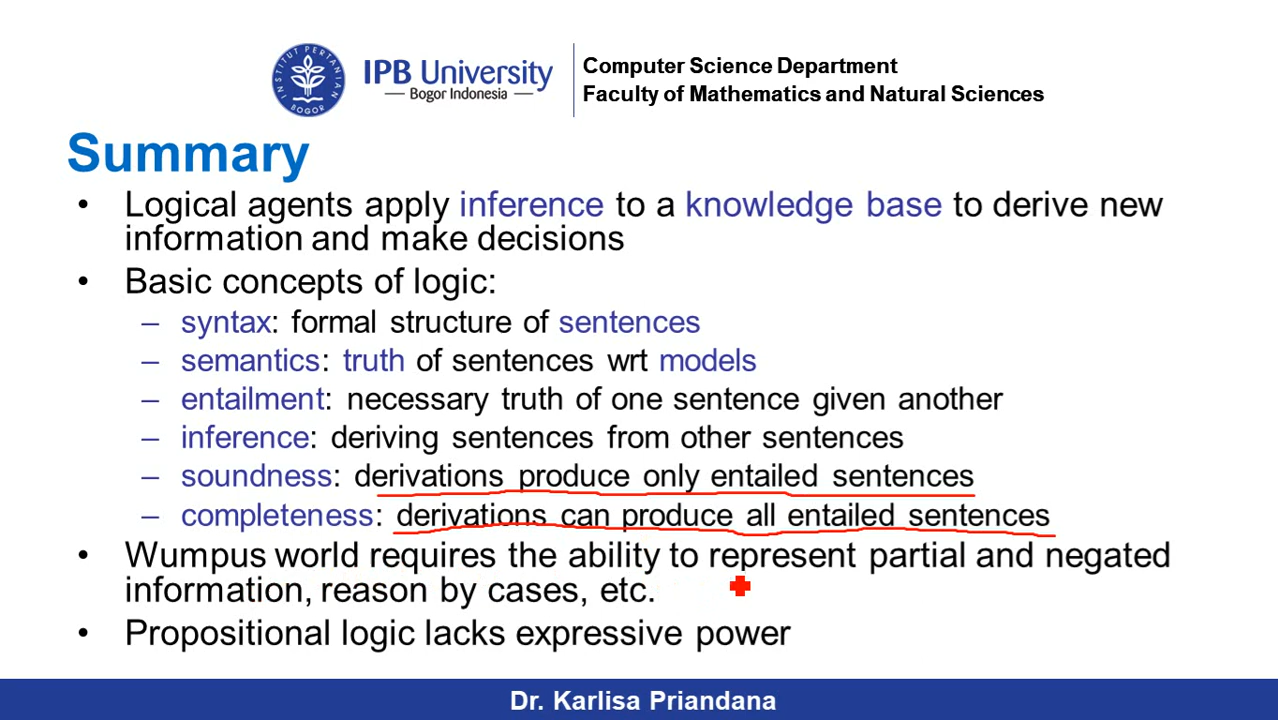 INSTITUT PERTANIAN BOGOR
IPB University
Bogor Indonesia
Computer Science Department
Faculty of Mathematics and Natural Sciences
Summary
• Logical agents apply inference to a knowledge base to derive new
information and make decisions
• Basic concepts of logic:
– syntax: formal structure of sentences
– semantics: truth of sentences wrt models
– entailment: necessary truth of one sentence given another
– inference: deriving sentences from other sentences
– soundness: derivations produce only entailed sentences
– completeness: derivations can produce all entailed sentences
• Wumpus world requires the ability to represent partial and negated
information, reason by cases, etc.
• Propositional logic lacks expressive power
Dr. Karlisa Priandana